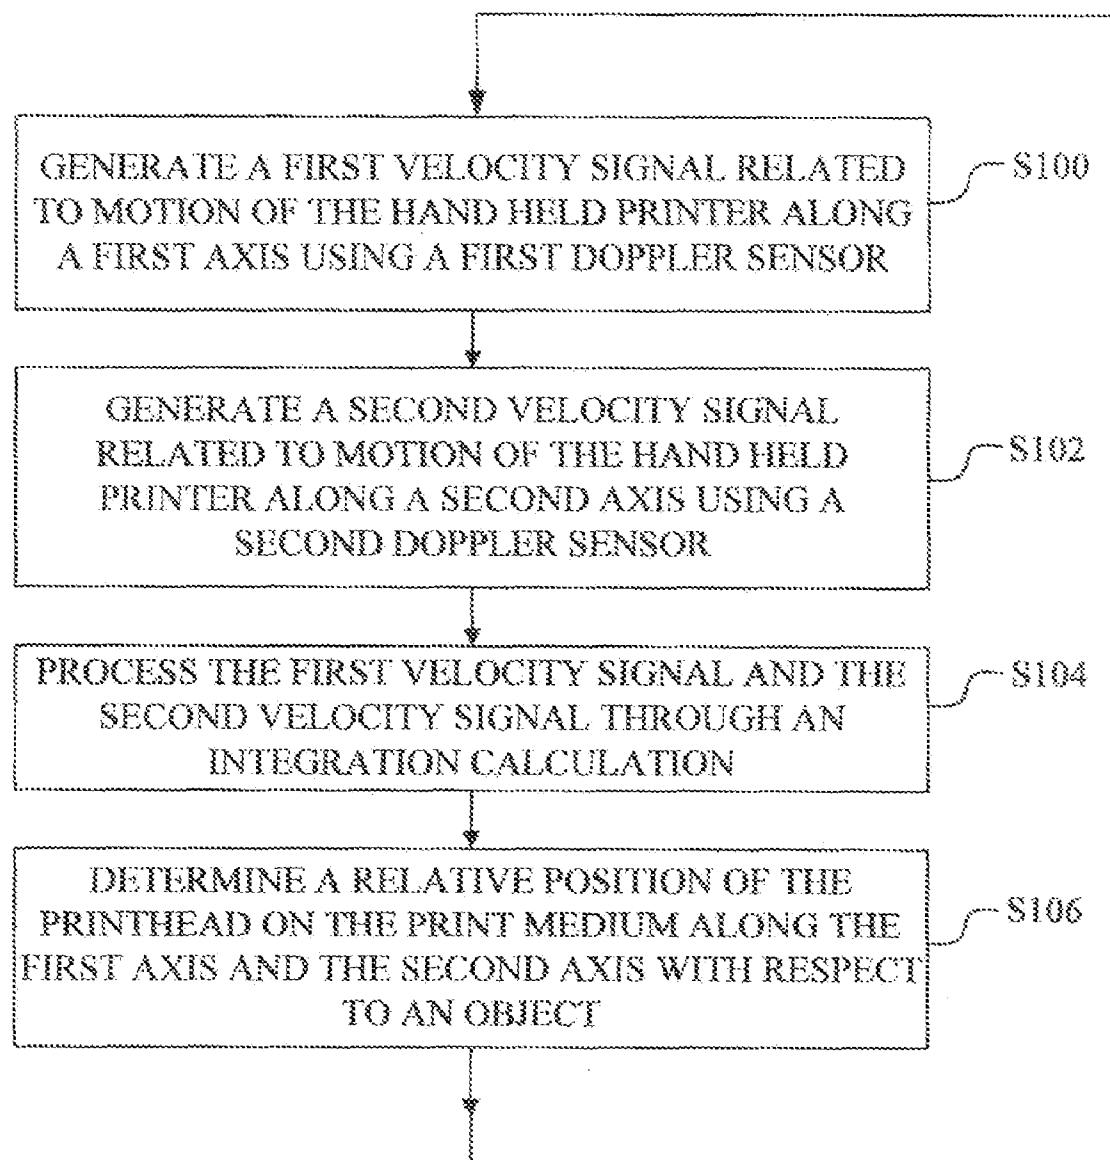 GENERATE A FIRST VELOCITY SIGNAL RELATED
TO MOTION OF THE HAND HELD PRINTER ALONG
A FIRST AXIS USING A FIRST DOPPLER SENSOR
S100
GENERATE A SECOND VELOCITY SIGNAL
RELATED TO MOTION OF THE HAND HELD
PRINTER ALONG A SECOND AXIS USING A
SECOND DOPPLER SENSOR
S102
PROCESS THE FIRST VELOCITY SIGNAL AND THE
SECOND VELOCITY SIGNAL THROUGH AN
INTEGRATION CALCULATION
S104
DETERMINE A RELATIVE POSITION OF THE
PRINTHEAD ON THE PRINT MEDIUM ALONG THE
FIRST AXIS AND THE SECOND AXIS WITH RESPECT
TO AN OBJECT
S106